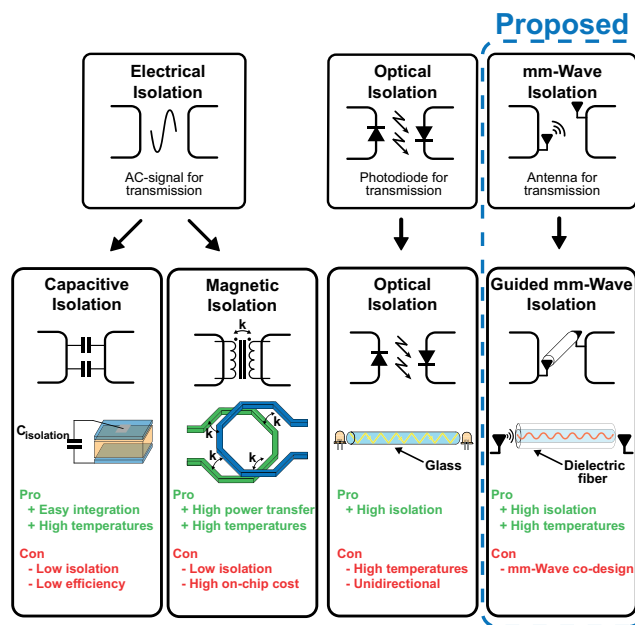 Proposed
Electrical
Isolation
AC-signal for
transmission
Optical
Isolation
Photodiode for
transmission
mm-Wave
Isolation
Antenna for
transmission
Capacitive
Isolation
Cisolation
Pro
+ Easy integration
+ High temperatures
Con
- Low isolation
- Low efficiency
Magnetic
Isolation
k
k
k
k
Pro
+ High power transfer
+ High temperatures
Con
- Low isolation
- High on-chip cost
Optical
Isolation
Glass
Pro
+ High isolation
Con
- High temperatures
- Unidirectional
Guided mm-Wave
Isolation
Dielectric
fiber
Pro
+ High isolation
+ High temperatures
Con
- mm-Wave co-design